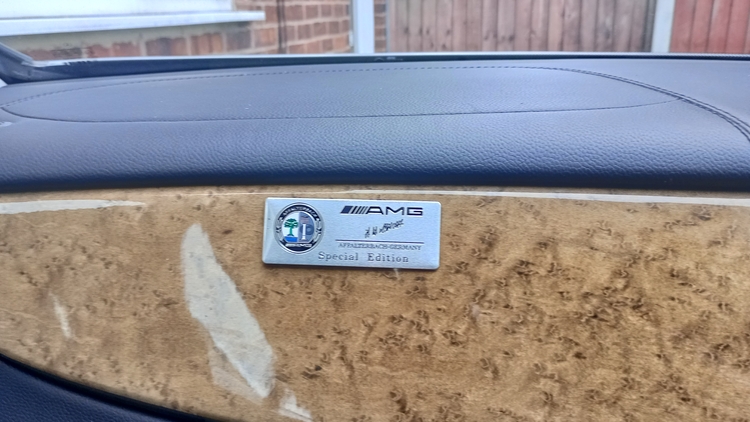 AMG
AFFALTERBACH-GERMANY
Special Edition